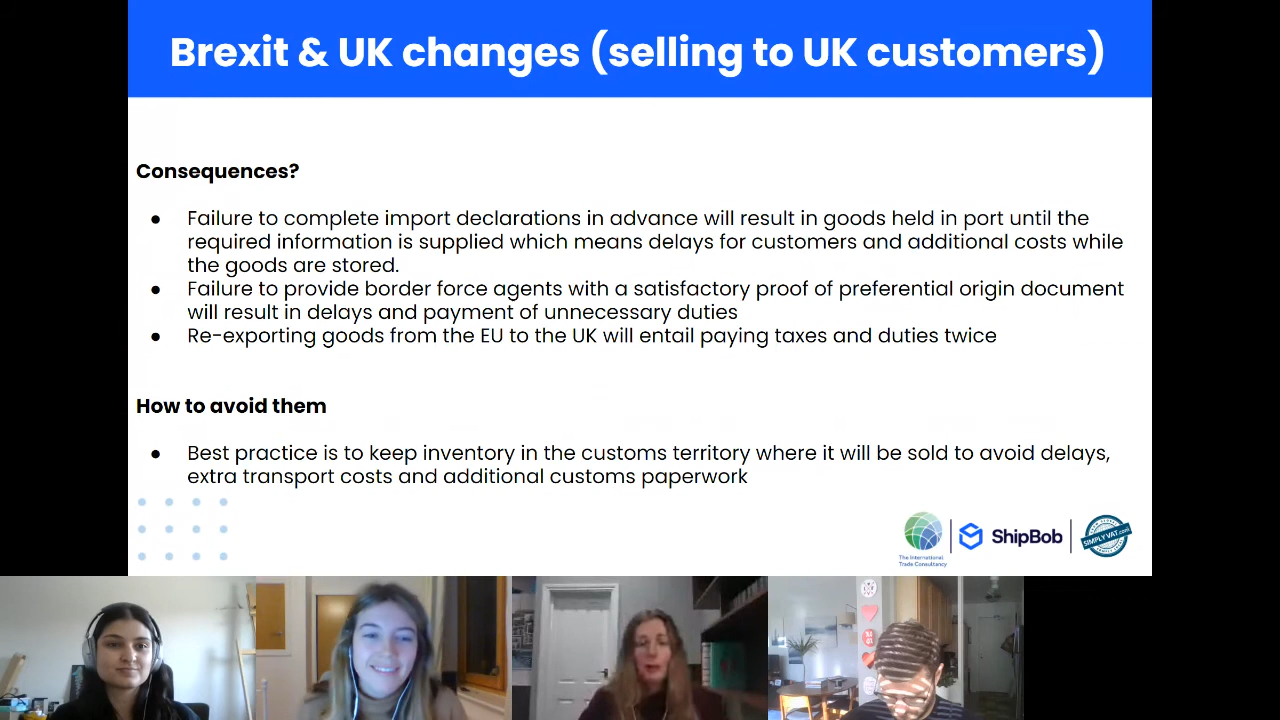 Brexit & UK changes (selling to UK customers)
Consequences?
● Failure to complete import declarations in advance will result in goods held in port until the
required information is supplied which means delays for customers and additional costs while
the goods are stored.
● Failure to provide border force agents with a satisfactory proof of preferential origin document
will result in delays and payment of unnecessary duties
● Re-exporting goods from the EU to the UK will entail paying taxes and duties twice
How to avoid them
● Best practice is to keep inventory in the customs territory where it will be sold to avoid delays,
extra transport costs and additional customs paperwork
The International
Trade Consultancy
ShipBob
SIMPLYVAT.com